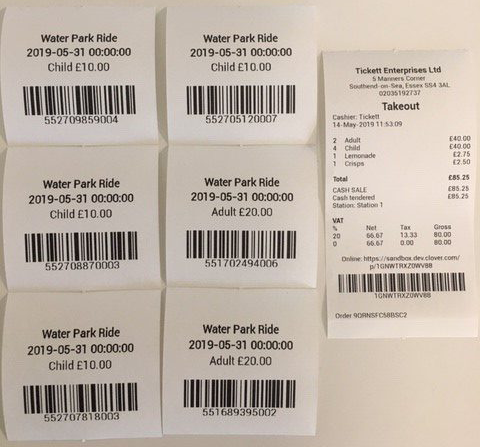 Water Park Ride
2019-05-31 00:00:00
Child £10.00
552709859004
Water Park Ride
2019-05-31 00:00:00
Child £10.00
552705120007
Water Park Ride
2019-05-31 00:00:00
Child £10.00
552708870003
Water Park Ride
2019-05-31 00:00:00
Adult £20.00
551702494006
Water Park Ride
2019-05-31 00:00:00
Child £10.00
552707818003
Water Park Ride
2019-05-31 00:00:00
Adult £20.00
551689395002
Tickett Enterprises Ltd
5 Manners Corner
Southend-on-Sea, Essex SS4 3AL
02035192737
Takeout
Cashier: Tickett
14-May-2019 11:53:09
2 Adult £40.00
4 Child £40.00
1 Lemonade £2.75
1 Crisps £2.50
Total £85.25
CASH SALE £85.25
Cash tendered £85.25
Station: Station 1
VAT
% Net Tax Gross
20 66.67 13.33 80.00
0 66.67 0.00 80.00
Online: https://sandbox.dev.clover.com/
p/1GNWTRXZ0WV8B
1GNWTRXZ0WV8B
Order 9DRNSFC58BSC2